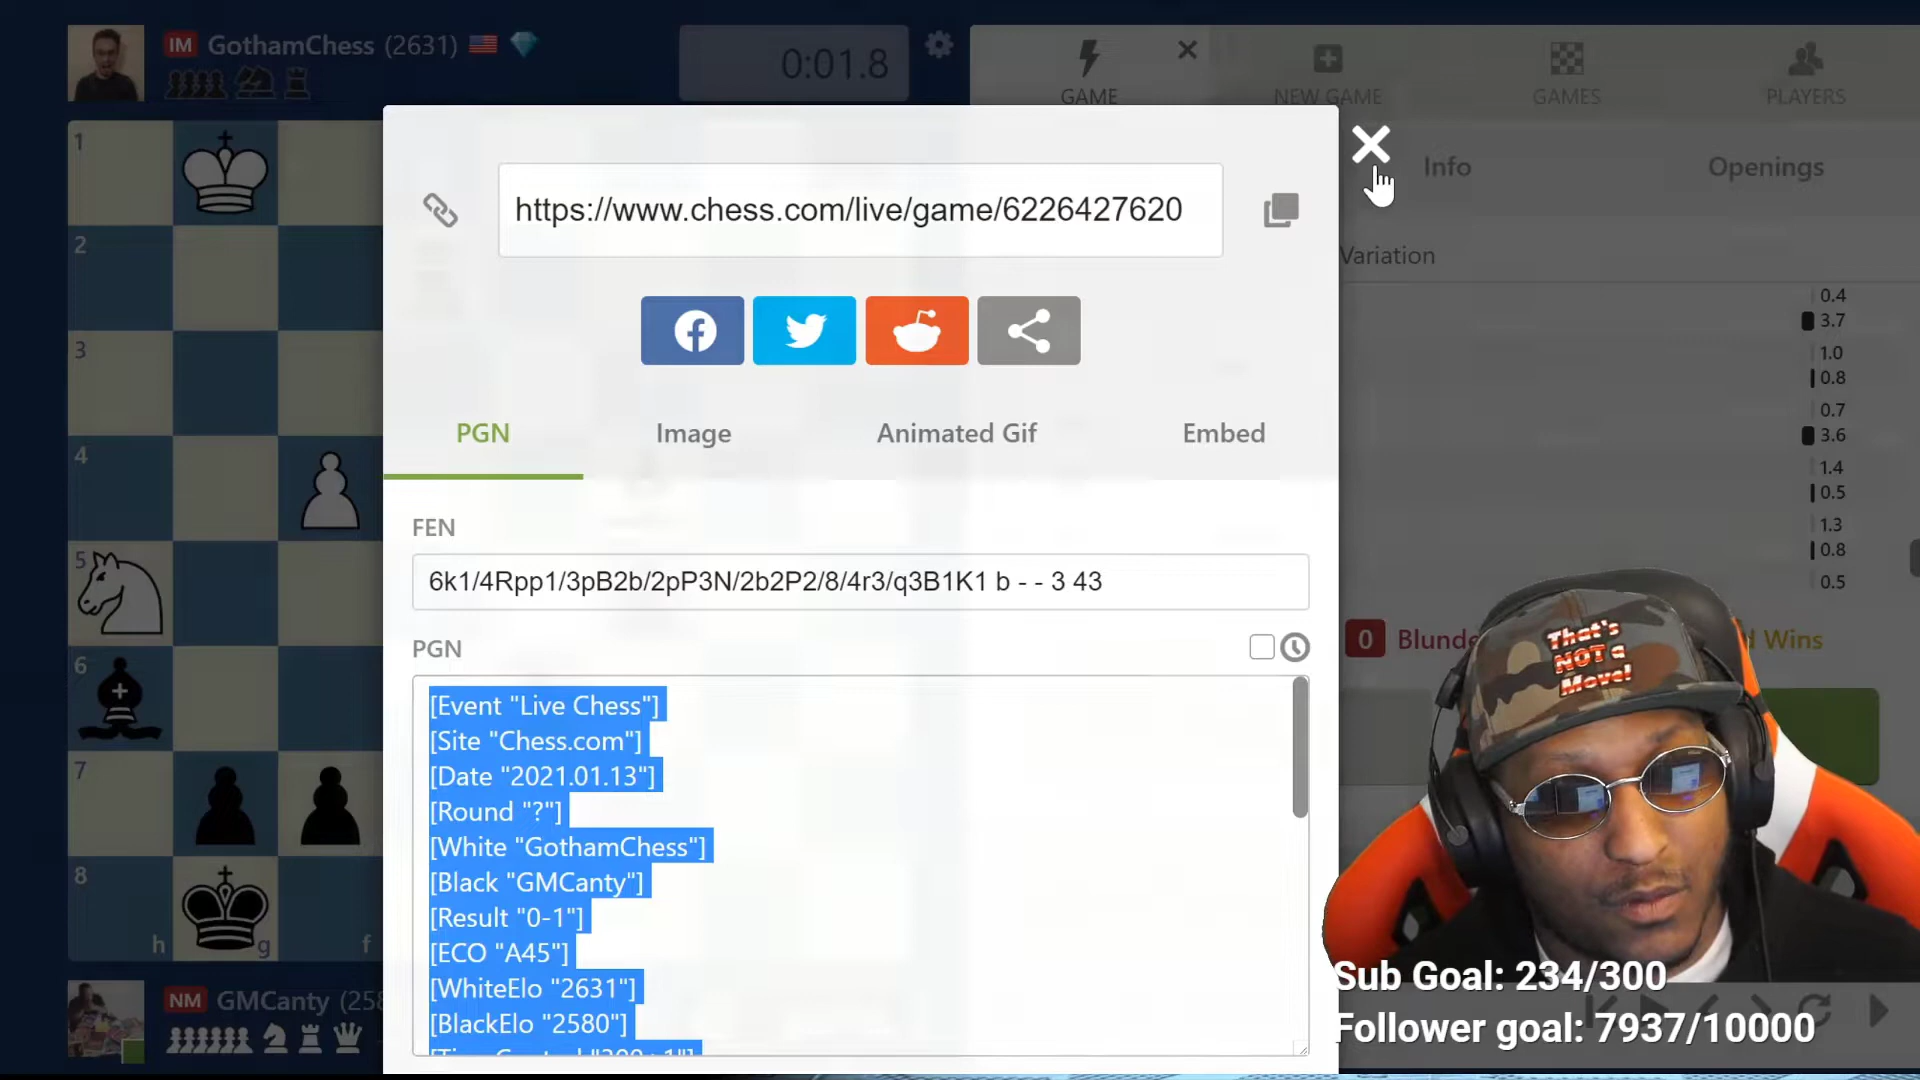 IM GothamChess (2631)
0:01.8
GAME
NEW GAME
GAMES
PLAYERS
https://www.chess.com/live/game/6226427620
Info
Openings
Variation
PGN
Image
Animated Gif
Embed
FEN
6k1/4Rpp1/3pB2b/2pP3N/2b2P2/8/4r3/q3B1K1 b - - 3 43
PGN
[Event "Live Chess"]
[Site "Chess.com"]
[Date "2021.01.13"]
[Round "?"]
[White "GothamChess"]
[Black "GMCanty"]
[Result "0-1"]
[ECO "A45"]
[WhiteElo "2631"]
[BlackElo "2580"]
[TimeControl "300+1"]
1
2
3
4
5
6
7
8
h
g
f
0.4
3.7
1.0
0.8
0.7
3.6
1.4
0.5
1.3
0.8
0.5
0 Blunde
d Wins
That's
NOT a
Move!
NM GMCanty (258
Sub Goal: 234/300
Follower goal: 7937/10000